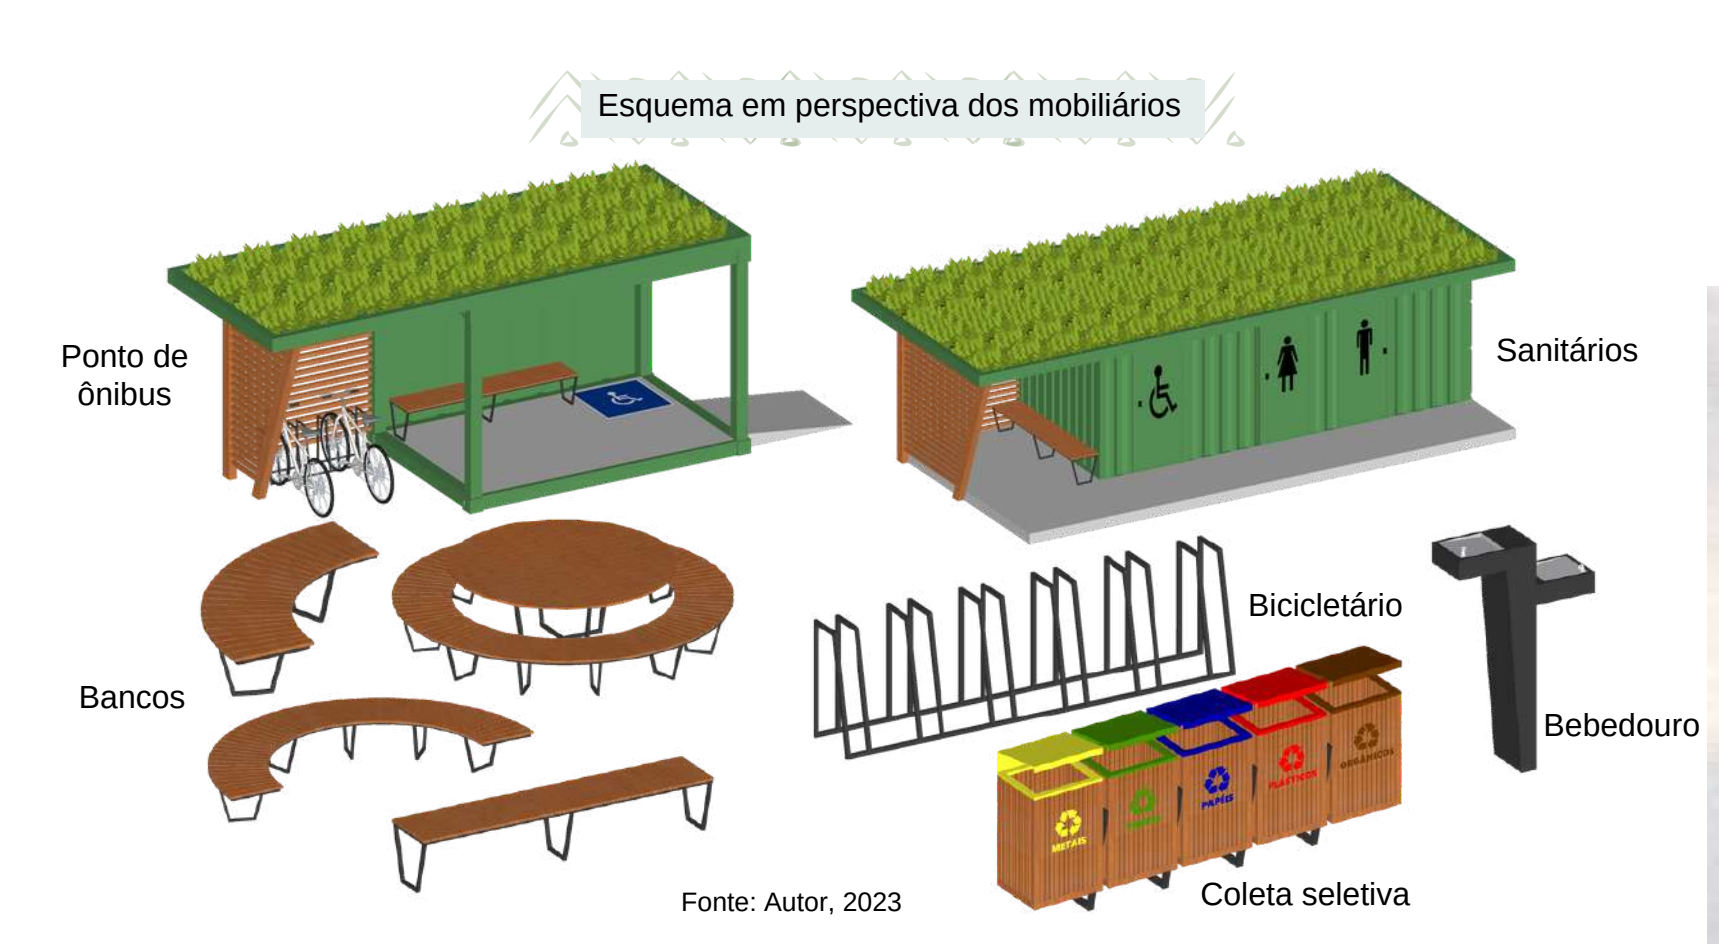 Esquema em perspectiva dos mobiliários
Ponto de
ônibus
Sanitários
Bancos
Bicicletário
Bebedouro
METAIS
PAPÉIS
PLÁSTICOS
ORGÂNICOS
Coleta seletiva
Fonte: Autor, 2023